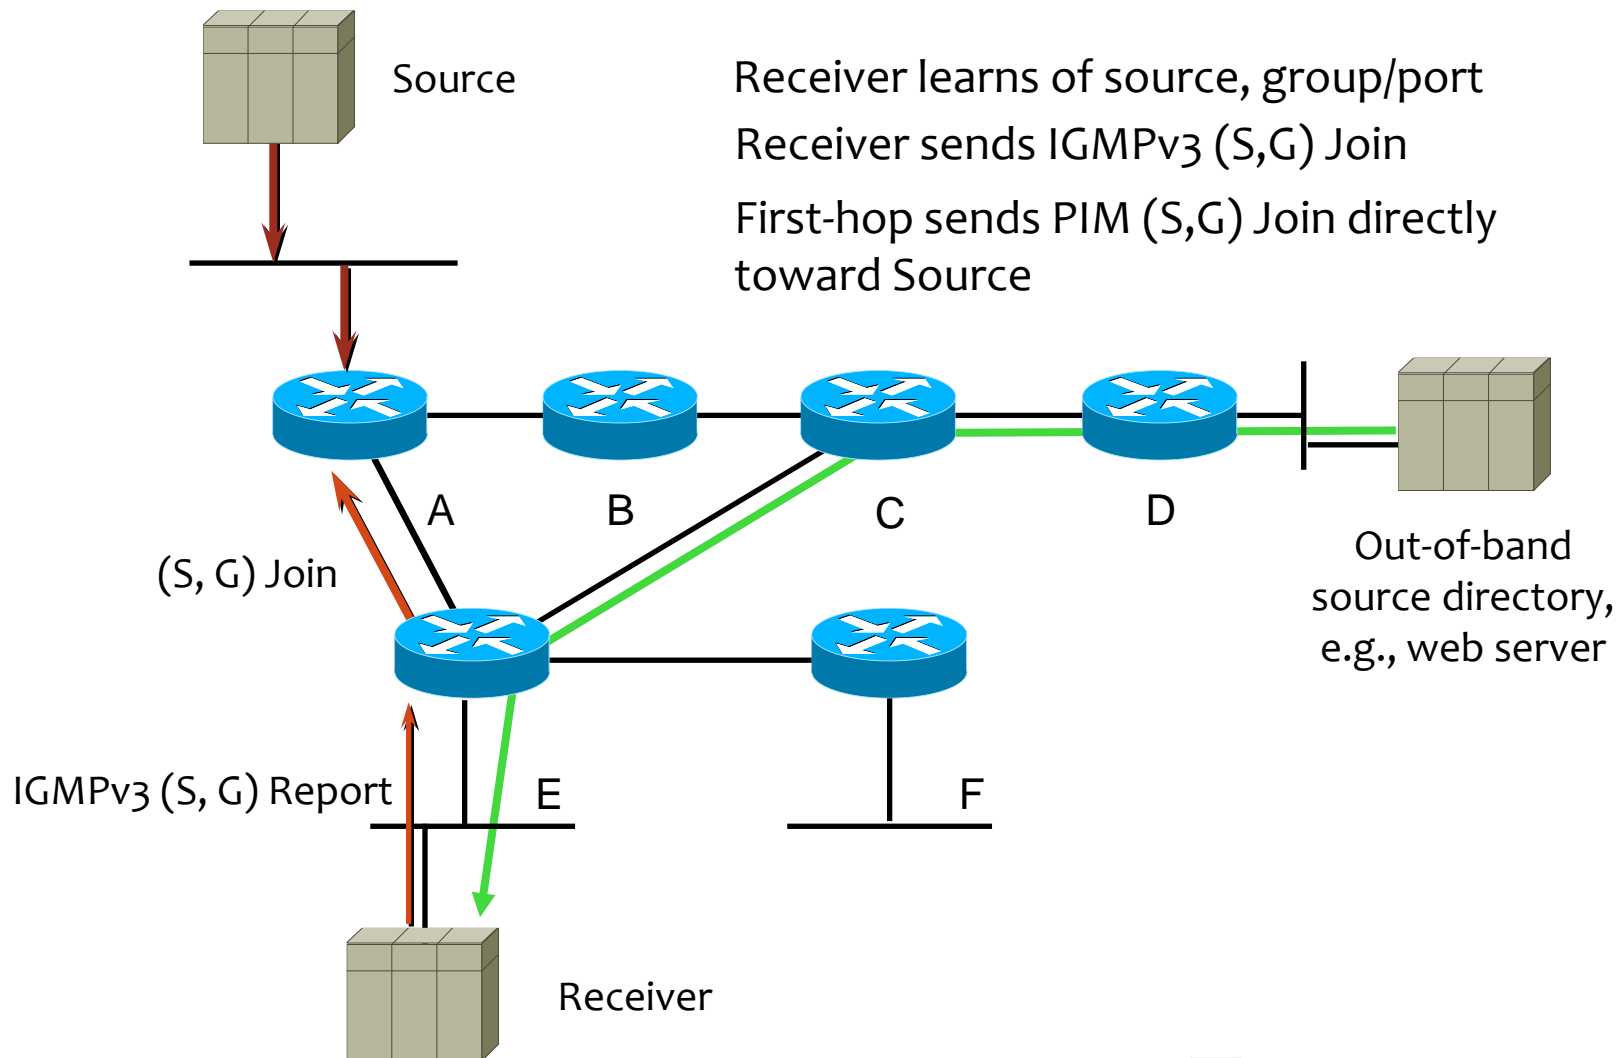 Source
Receiver learns of source, group/port
Receiver sends IGMPv3 (S,G) Join
First-hop sends PIM (S,G) Join directly
toward Source
A
B
C
D
(S, G) Join
Out-of-band
source directory,
e.g., web server
IGMPv3 (S, G) Report
E
F
Receiver